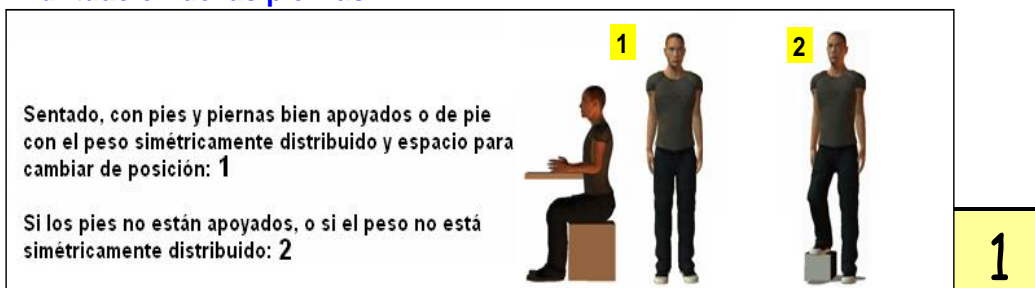 1
2
Sentado, con pies y piernas bien apoyados o de pie
con el peso simétricamente distribuido y espacio para
cambiar de posición: 1
Si los pies no están apoyados, o si el peso no está
simétricamente distribuido: 2
1